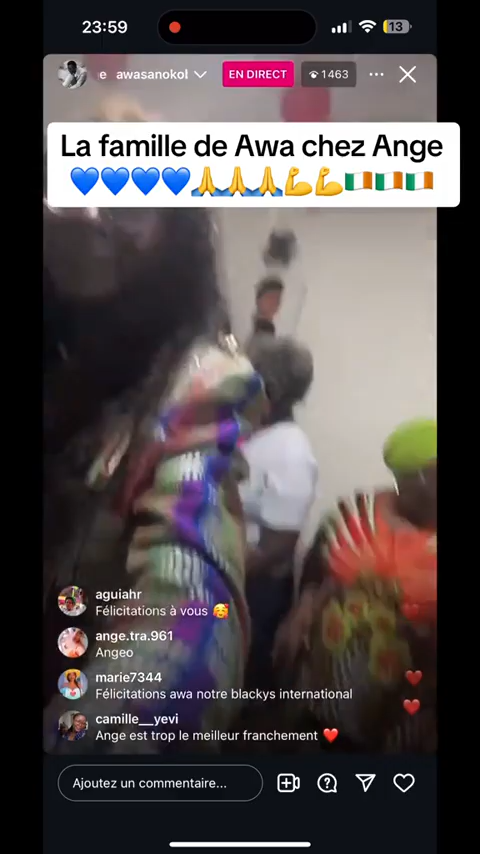 23:59
13
e awasanokol
EN DIRECT
1463
La famille de Awa chez Ange
💙💙💙💙🙏🙏🙏💪💪🇨🇮🇨🇮🇨🇮
aguiahr
Félicitations à vous 🥰
ange.tra.961
Angeo
marie7344
Félicitations awa notre blackys international
camille__yevi
Ange est trop le meilleur franchement ❤️
Ajoutez un commentaire...